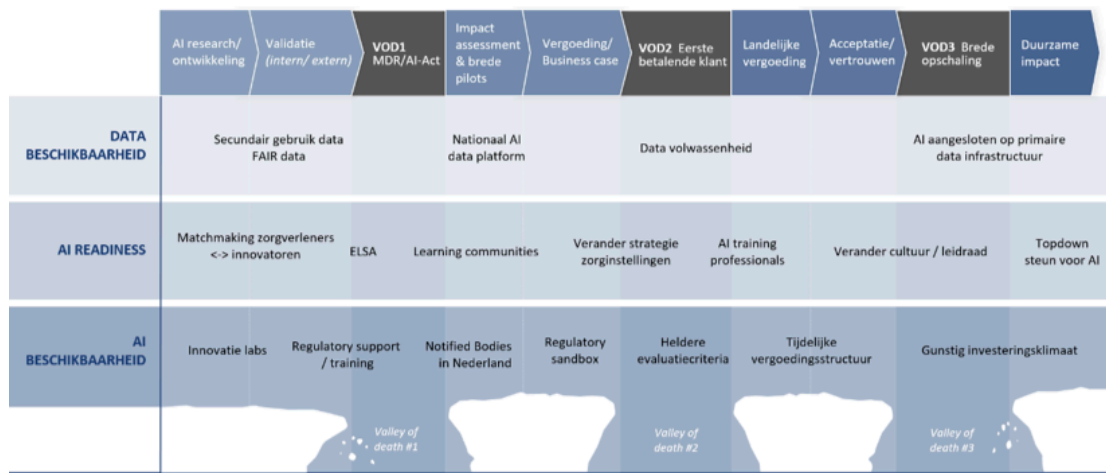 AI research/
ontwikkeling
Validatie
(intern/ extern)
VOD1
MDR/AI-Act
Impact
assessment
& brede
pilots
Vergoeding/
Business case
VOD2 Eerste
betalende klant
Landelijke
vergoeding
Acceptatie/
vertrouwen
VOD3 Brede
opschaling
Duurzame
impact
DATA
BESCHIKBAARHEID
Secundair gebruik data
FAIR data
Nationaal AI
data platform
Data volwassenheid
AI aangesloten op primaire
data infrastructuur
AI READINESS
Matchmaking zorgverleners
<-> innovatoren
ELSA
Learning communities
Verander strategie
zorginstellingen
AI training
professionals
Verander cultuur / leidraad
Topdown
steun voor AI
AI
BESCHIKBAARHEID
Innovatie labs
Regulatory support
/ training
Notified Bodies
in Nederland
Regulatory
sandbox
Heldere
evaluatiecriteria
Tijdelijke
vergoedingsstructuur
Gunstig investeringsklimaat
Valley of
death #1
Valley of
death #2
Valley of
death #3